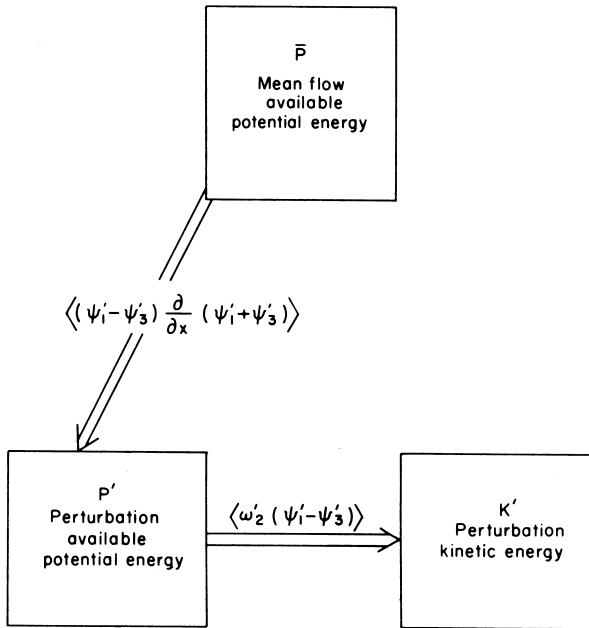 P̅
Mean flow
available
potential energy
⟨(ψ′₁−ψ′₃) ∂/∂x (ψ′₁+ψ′₃)⟩
P′
Perturbation
available
potential energy
⟨ω′₂ (ψ′₁−ψ′₃)⟩
K′
Perturbation
kinetic energy